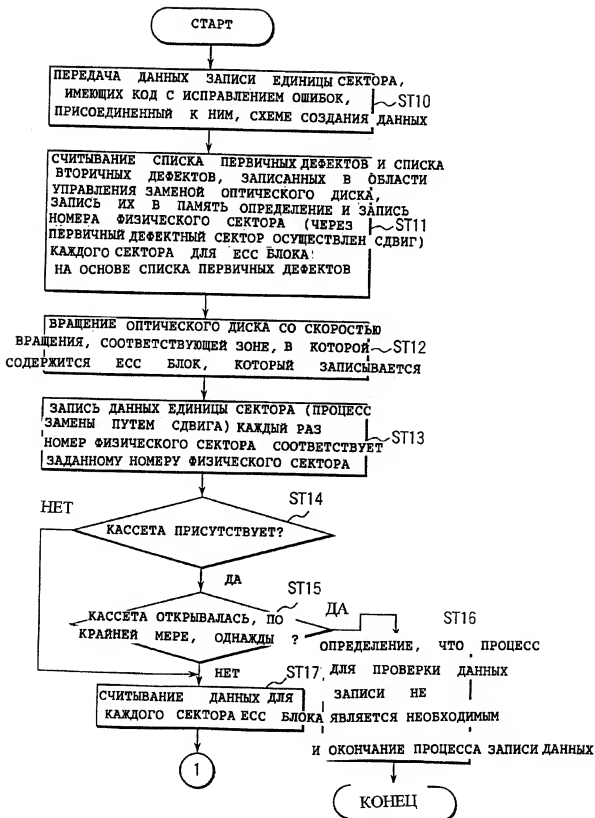 СТАРТ
ПЕРЕДАЧА ДАННЫХ ЗАПИСИ ЕДИНИЦЫ СЕКТОРА,
ИМЕЮЩИХ КОД С ИСПРАВЛЕНИЕМ ОШИБОК,
ПРИСОЕДИНЕННЫЙ К НИМ, СХЕМЕ СОЗДАНИЯ ДАННЫХ
ST10
СЧИТЫВАНИЕ СПИСКА ПЕРВИЧНЫХ ДЕФЕКТОВ И СПИСКА
ВТОРИЧНЫХ ДЕФЕКТОВ, ЗАПИСАННЫХ В ОБЛАСТИ
УПРАВЛЕНИЯ ЗАМЕНОЙ ОПТИЧЕСКОГО ДИСКА,
ЗАПИСЬ ИХ В ПАМЯТЬ ОПРЕДЕЛЕНИЕ И ЗАПИСЬ
НОМЕРА ФИЗИЧЕСКОГО СЕКТОРА (ЧЕРЕЗ
ПЕРВИЧНЫЙ ДЕФЕКТНЫЙ СЕКТОР ОСУЩЕСТВЛЕН СДВИГ)
КАЖДОГО СЕКТОРА ДЛЯ ЕСС БЛОКА
НА ОСНОВЕ СПИСКА ПЕРВИЧНЫХ ДЕФЕКТОВ
ST11
ВРАЩЕНИЕ ОПТИЧЕСКОГО ДИСКА СО СКОРОСТЬЮ
ВРАЩЕНИЯ, СООТВЕТСТВУЮЩЕЙ ЗОНЕ, В КОТОРОЙ
СОДЕРЖИТСЯ ЕСС БЛОК, КОТОРЫЙ ЗАПИСЫВАЕТСЯ
ST12
ЗАПИСЬ ДАННЫХ ЕДИНИЦЫ СЕКТОРА (ПРОЦЕСС
ЗАМЕНЫ ПУТЕМ СДВИГА) КАЖДЫЙ РАЗ
НОМЕР ФИЗИЧЕСКОГО СЕКТОРА СООТВЕТСТВУЕТ
ЗАДАННОМУ НОМЕРУ ФИЗИЧЕСКОГО СЕКТОРА
ST13
НЕТ
ST14
КАССЕТА ПРИСУТСТВУЕТ?
ДА
ST15
КАССЕТА ОТКРЫВАЛАСЬ, ПО
КРАЙНЕЙ МЕРЕ, ОДНАЖДЫ ?
ДА
ST16
ОПРЕДЕЛЕНИЕ, ЧТО ПРОЦЕСС
ДЛЯ ПРОВЕРКИ ДАННЫХ
ЗАПИСИ НЕ
ЯВЛЯЕТСЯ НЕОБХОДИМЫМ
И ОКОНЧАНИЕ ПРОЦЕССА ЗАПИСИ ДАННЫХ
НЕТ
ST17
СЧИТЫВАНИЕ ДАННЫХ ДЛЯ
КАЖДОГО СЕКТОРА ЕСС БЛОКА
1
КОНЕЦ